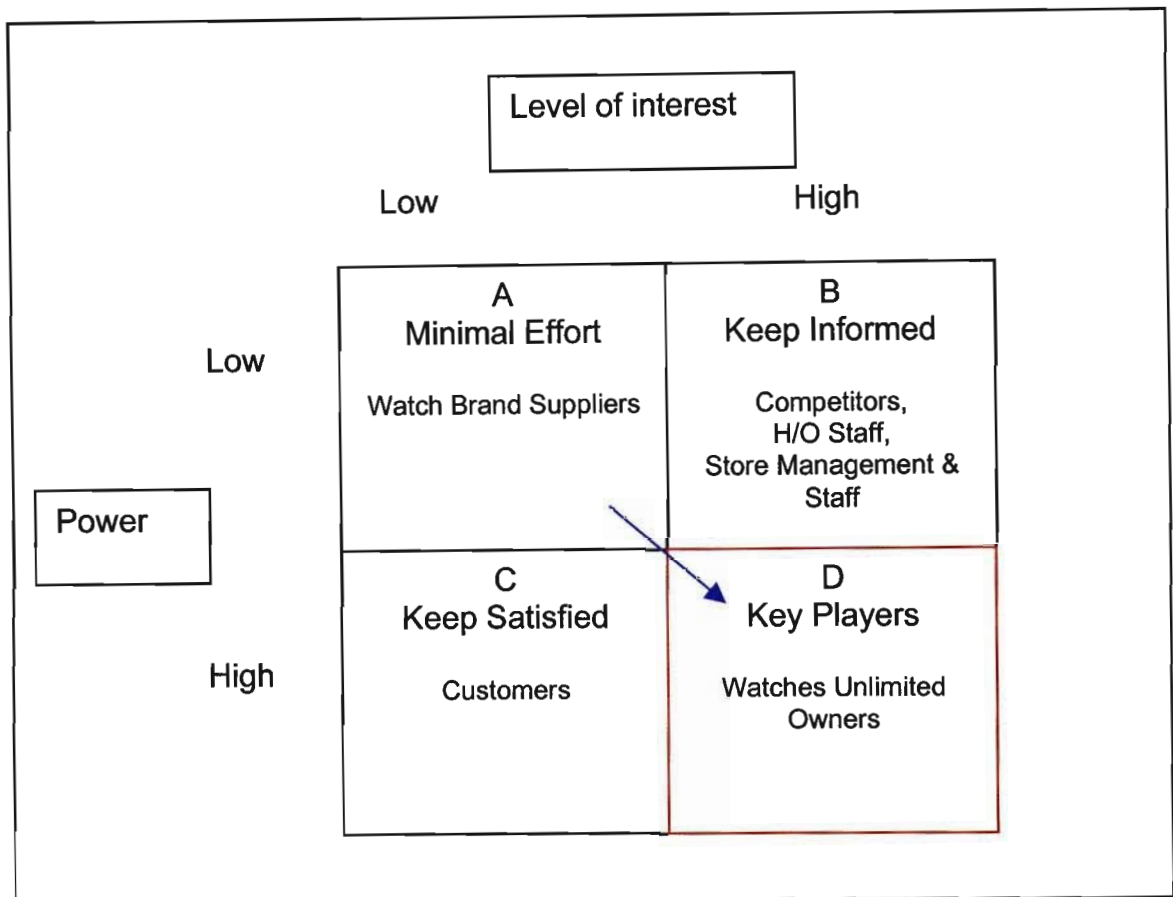 Level of interest
Low
High
A
Minimal Effort
Watch Brand Suppliers
B
Keep Informed
Competitors,
H/O Staff,
Store Management &
Staff
Low
Power
C
Keep Satisfied
Customers
D
Key Players
Watches Unlimited
Owners
High